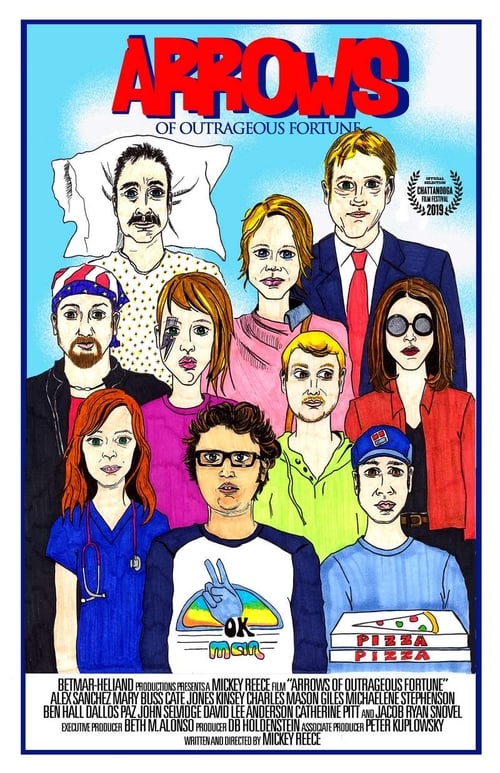 ARROWS
OF OUTRAGEOUS FORTUNE
OFFICIAL SELECTION
CHATTANOOGA
FILM FESTIVAL
2019
OK
man
PIZZA
PIZZA
BETMAR-HELIAND PRODUCTIONS PRESENTS A MICKEY REECE FILM "ARROWS OF OUTRAGEOUS FORTUNE"
ALEX SANCHEZ MARY BUSS CATE JONES KINSEY CHARLES MASON GILES MICHAELENE STEPHENSON
BEN HALL DALLOS PAZ JOHN SELVIDGE DAVID LEE ANDERSON CATHERINE PITT AND JACOB RYAN SNOVEL
EXECUTIVE PRODUCER BETH M. ALONSO PRODUCER DB HOLDENSTEIN ASSOCIATE PRODUCER PETER KUPLOWSKY
WRITTEN AND DIRECTED BY MICKEY REECE